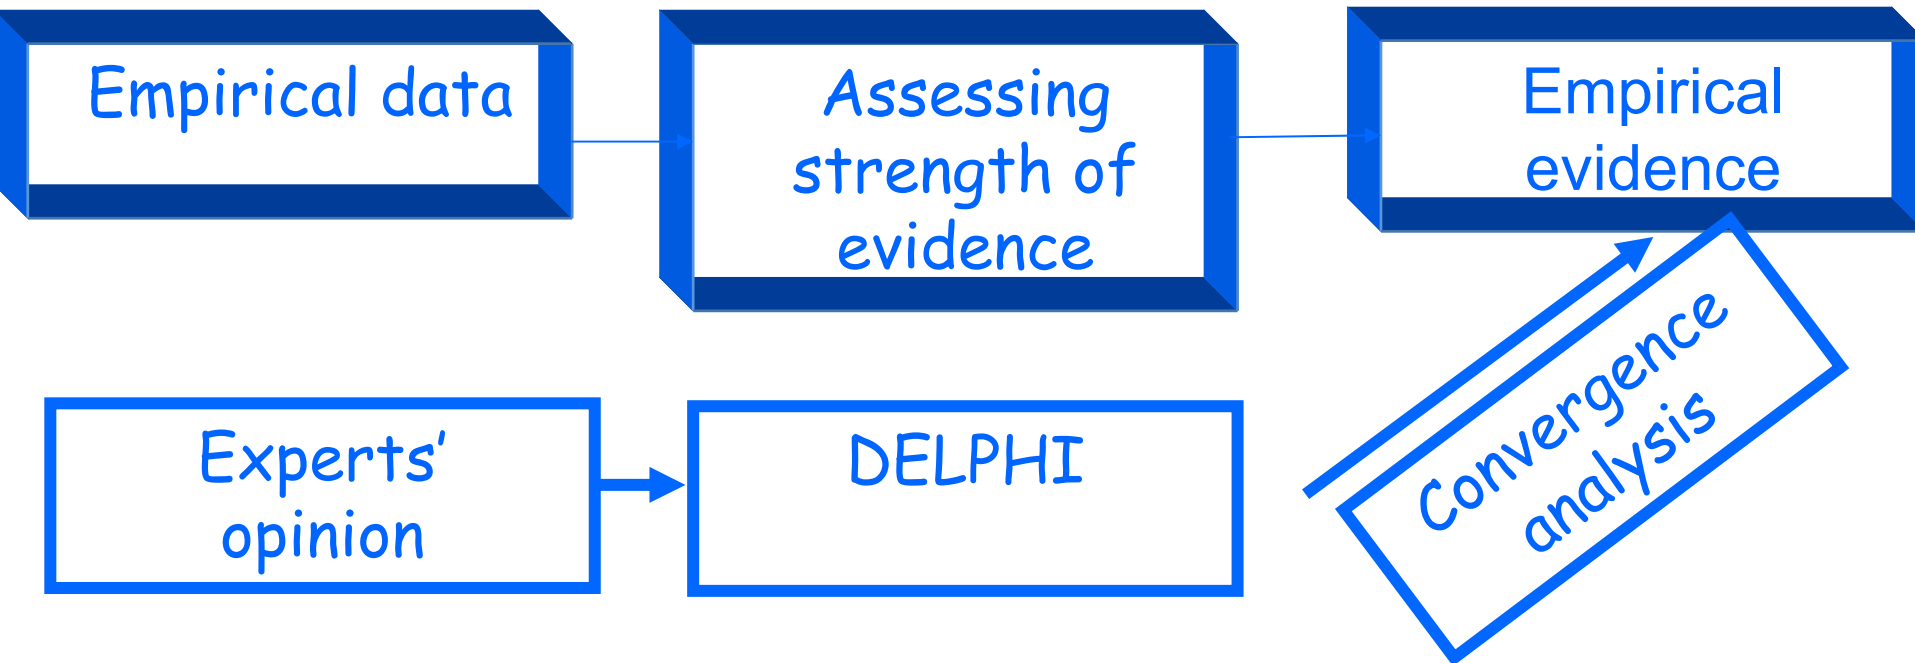 Empirical data
Assessing
strength of
evidence
Empirical
evidence
Experts’
opinion
DELPHI
Convergence
analysis